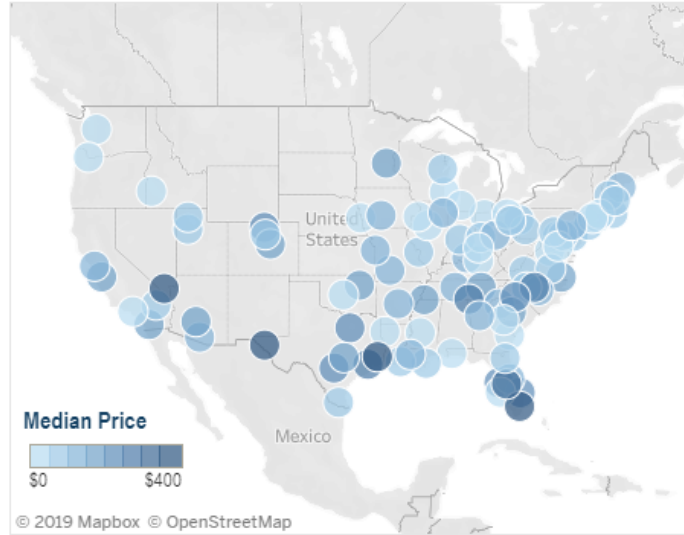 United
States
Mexico
Median Price
$0 $400
© 2019 Mapbox © OpenStreetMap